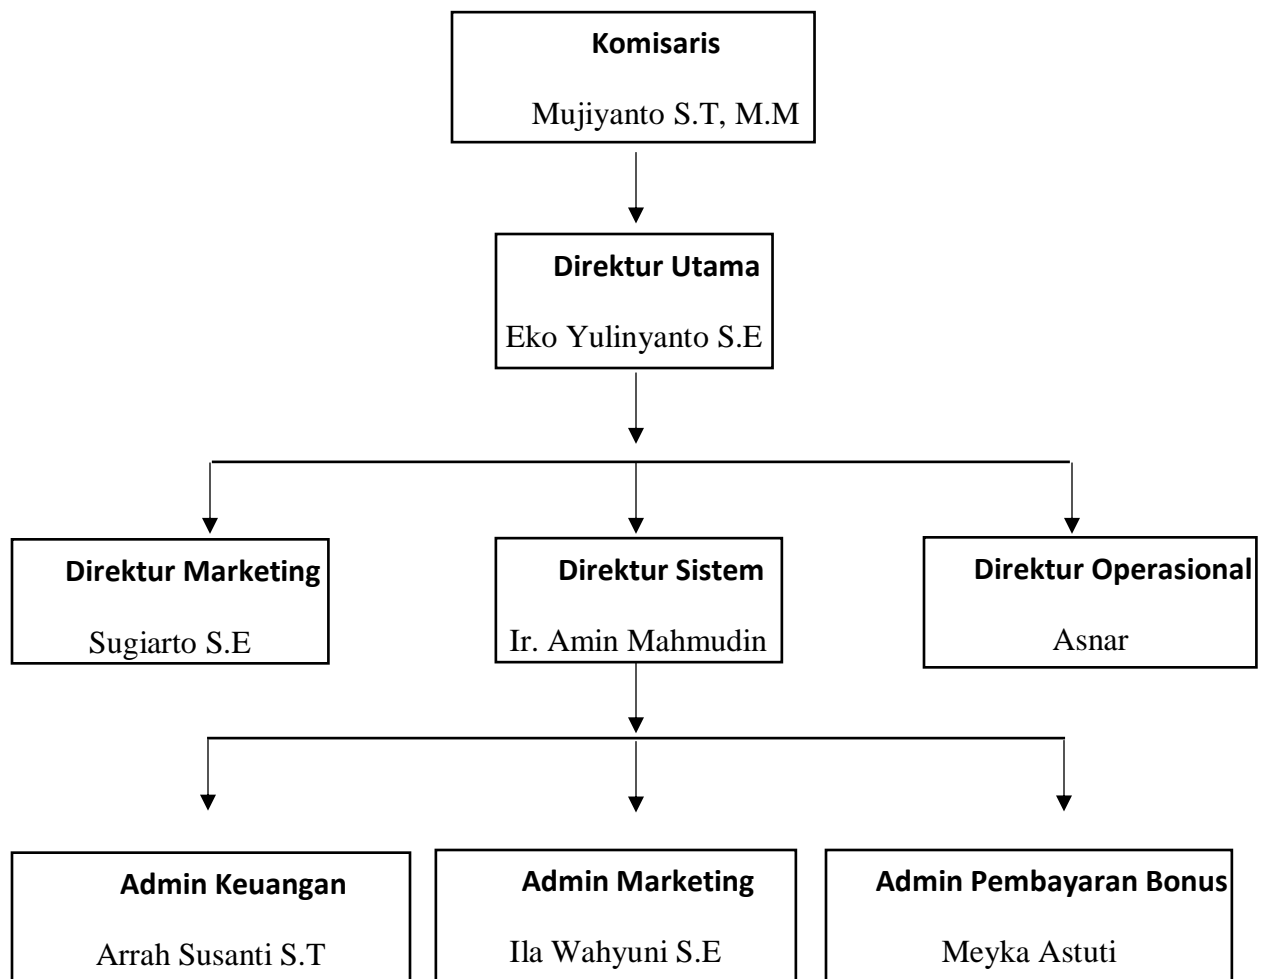 Komisaris
Mujiyanto S.T, M.M
Direktur Utama
Eko Yulinyanto S.E
Direktur Marketing
Sugiarto S.E
Direktur Sistem
Ir. Amin Mahmudin
Direktur Operasional
Asnar
Admin Keuangan
Arrah Susanti S.T
Admin Marketing
Ila Wahyuni S.E
Admin Pembayaran Bonus
Meyka Astuti